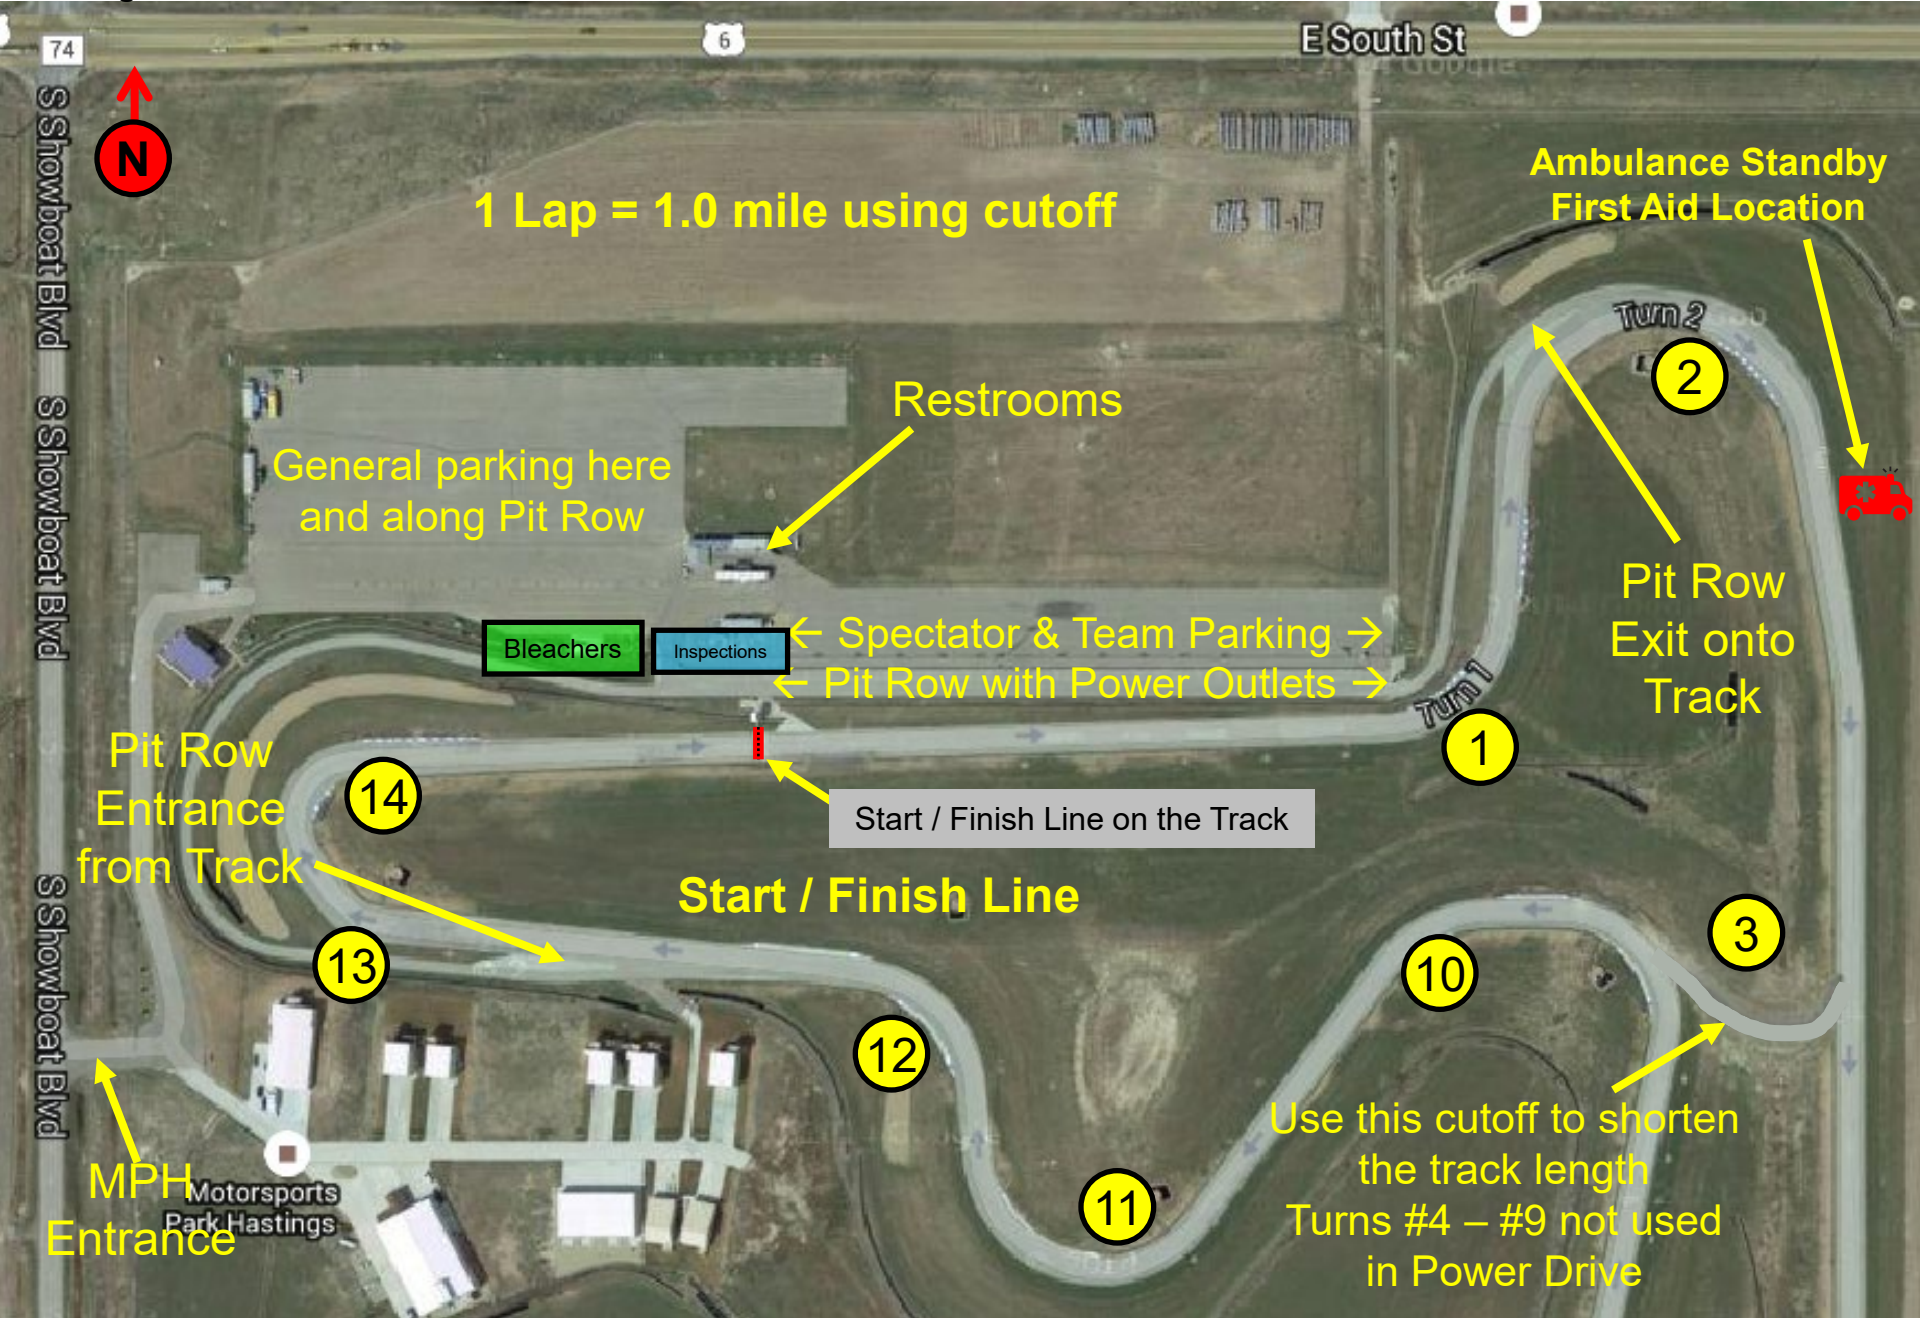 74
6
E South St
N
S Showboat Blvd
1 Lap = 1.0 mile using cutoff
Ambulance Standby
First Aid Location
Turn 2
2
Restrooms
S Showboat Blvd
General parking here
and along Pit Row
Bleachers
Inspections
← Spectator & Team Parking →
← Pit Row with Power Outlets →
Pit Row
Exit onto
Track
Turn 1
1
Pit Row
Entrance
from Track
14
Start / Finish Line on the Track
Start / Finish Line
S Showboat Blvd
13
12
10
3
11
Use this cutoff to shorten
the track length
Turns #4 – #9 not used
in Power Drive
MPH
Entrance
Motorsports
Park Hastings